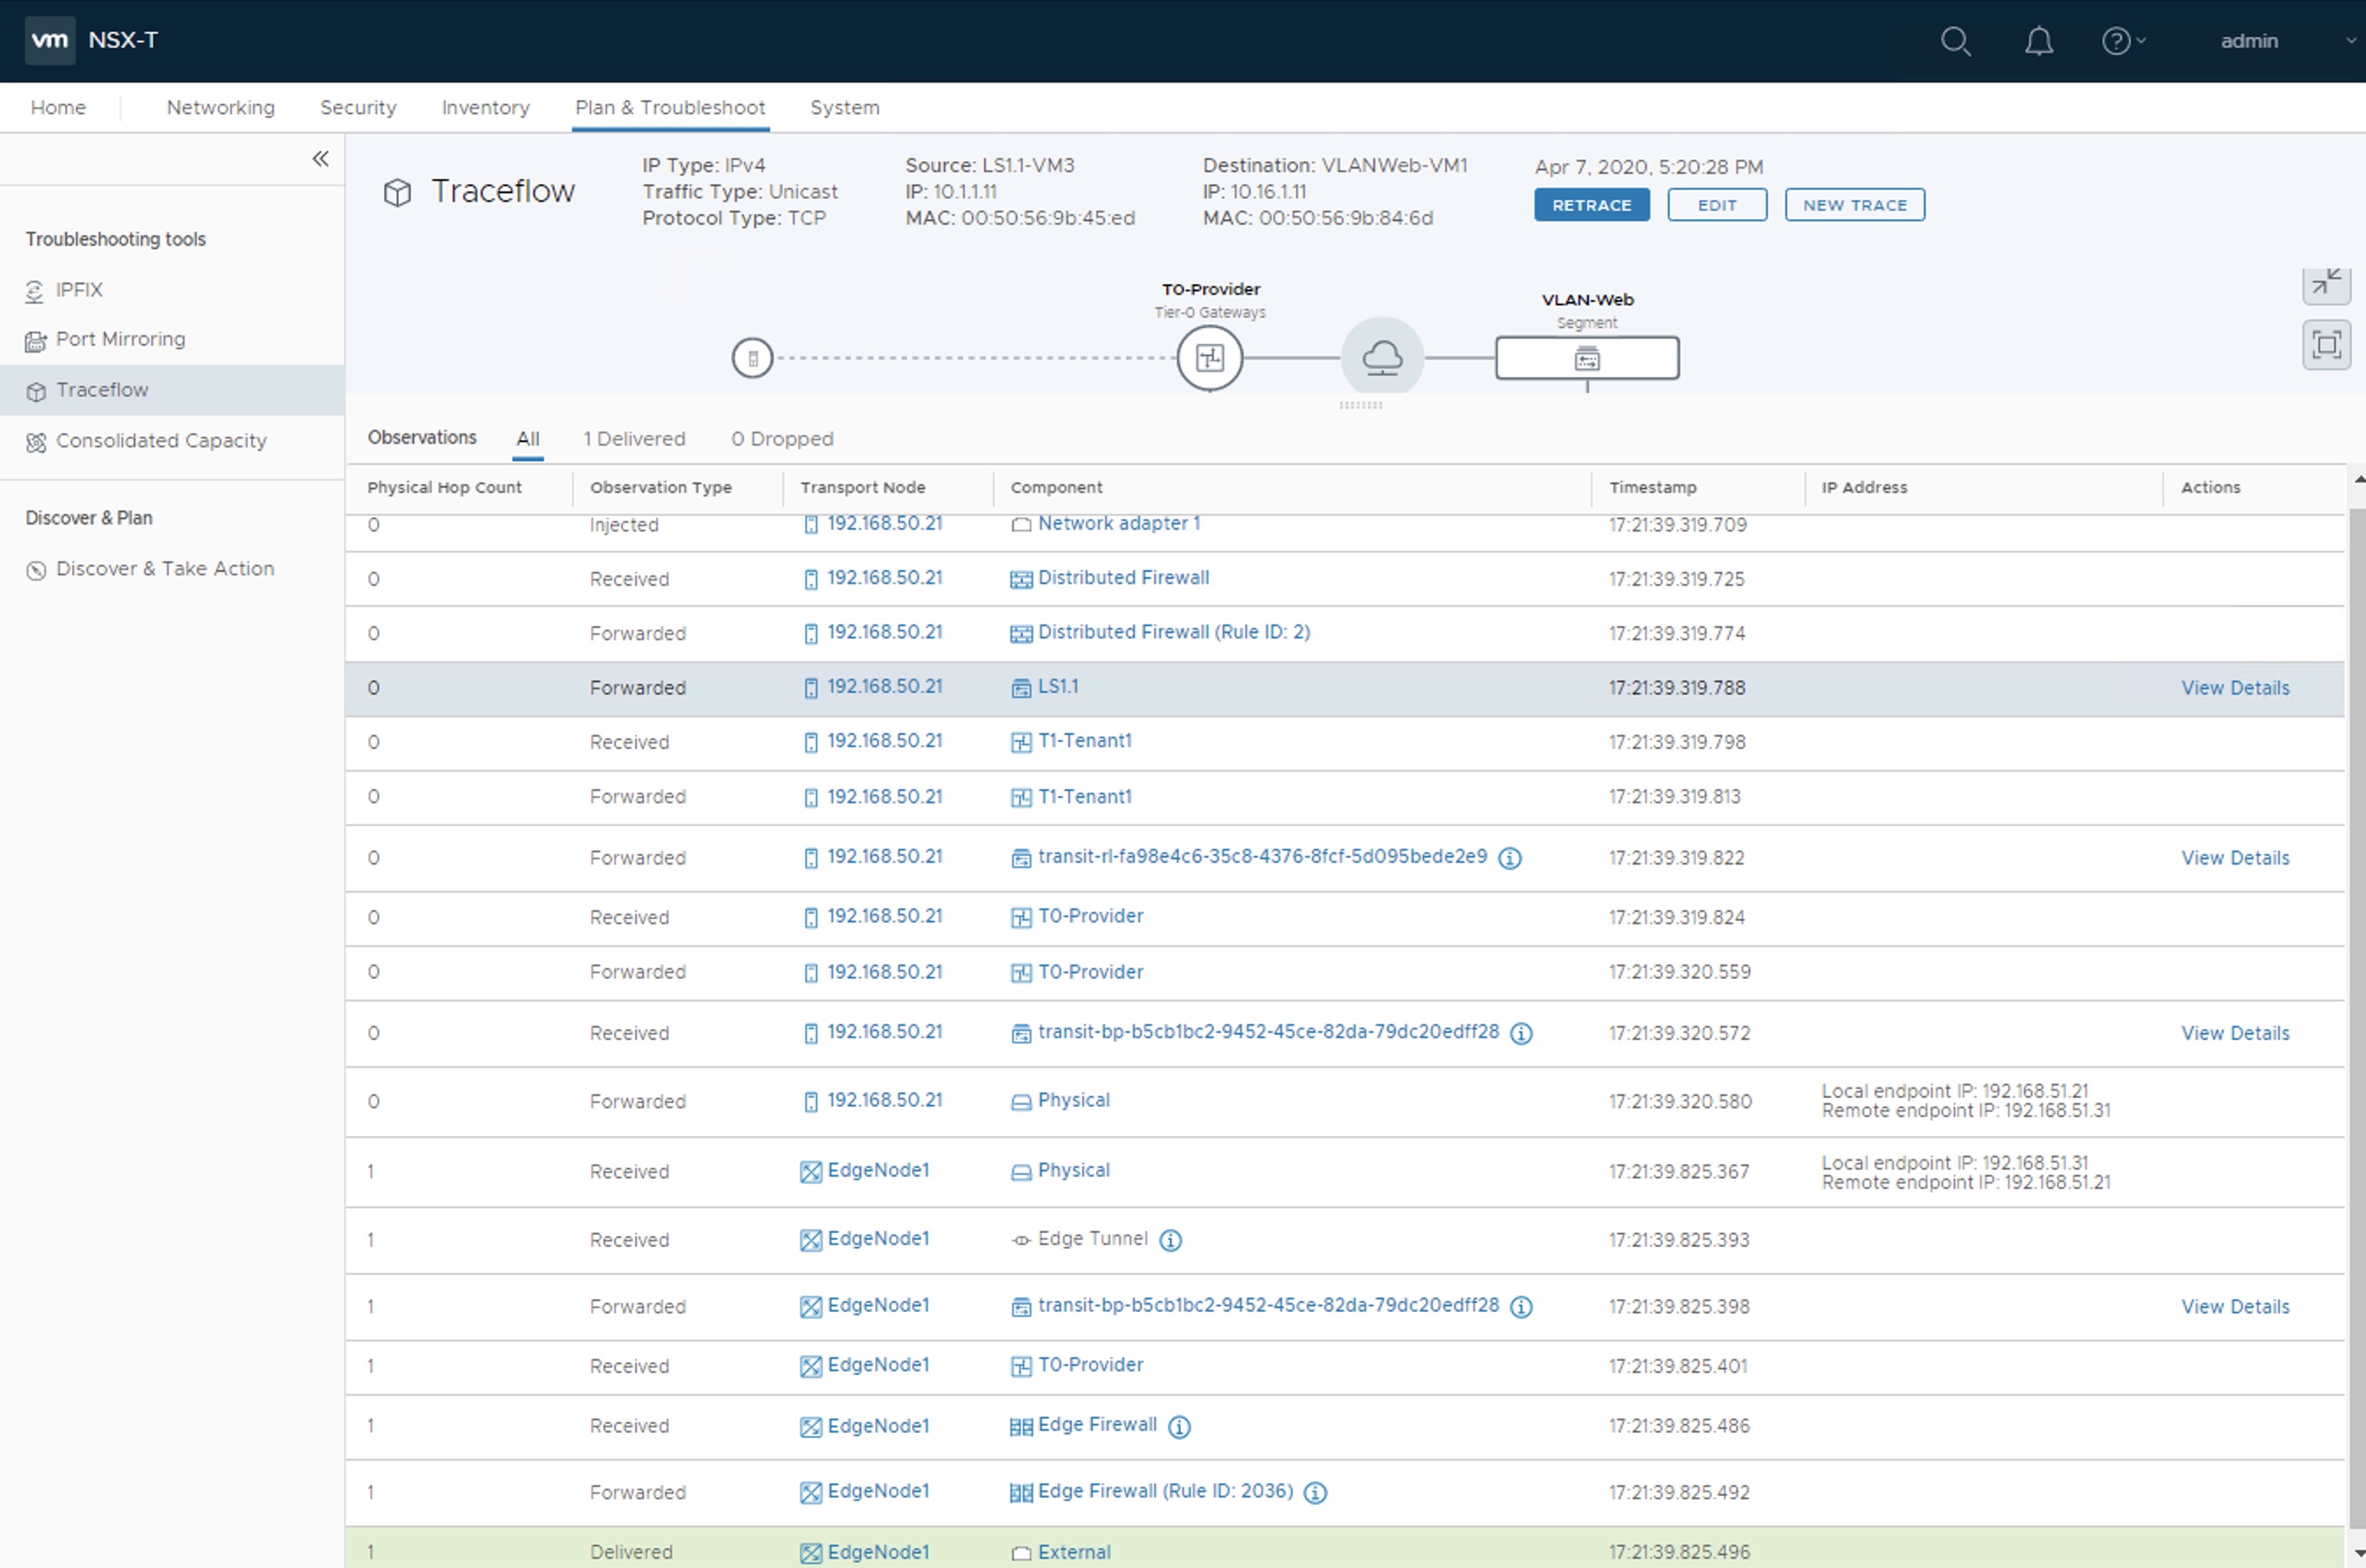 vm NSX-T admin
Home Networking Security Inventory Plan & Troubleshoot System
Troubleshooting tools
IPFIX
Port Mirroring
Traceflow
Consolidated Capacity
Discover & Plan
Discover & Take Action
Traceflow
IP Type: IPv4
Traffic Type: Unicast
Protocol Type: TCP
Source: LS1.1-VM3
IP: 10.1.1.11
MAC: 00:50:56:9b:45:ed
Destination: VLANWeb-VM1
IP: 10.16.1.11
MAC: 00:50:56:9b:84:6d
Apr 7, 2020, 5:20:28 PM
RETRACE EDIT NEW TRACE
T0-Provider
Tier-0 Gateways
VLAN-Web
Segment
Observations All 1 Delivered 0 Dropped
Physical Hop Count Observation Type Transport Node Component Timestamp IP Address Actions
0 Injected 192.168.50.21 Network adapter 1 17:21:39.319.709
0 Received 192.168.50.21 Distributed Firewall 17:21:39.319.725
0 Forwarded 192.168.50.21 Distributed Firewall (Rule ID: 2) 17:21:39.319.774
0 Forwarded 192.168.50.21 LS1.1 17:21:39.319.788 View Details
0 Received 192.168.50.21 T1-Tenant1 17:21:39.319.798
0 Forwarded 192.168.50.21 T1-Tenant1 17:21:39.319.813
0 Forwarded 192.168.50.21 transit-rl-fa98e4c6-35c8-4376-8fcf-5d095bede2e9 17:21:39.319.822 View Details
0 Received 192.168.50.21 T0-Provider 17:21:39.319.824
0 Forwarded 192.168.50.21 T0-Provider 17:21:39.320.559
0 Received 192.168.50.21 transit-bp-b5cb1bc2-9452-45ce-82da-79dc20edff28 17:21:39.320.572 View Details
0 Forwarded 192.168.50.21 Physical 17:21:39.320.580 Local endpoint IP: 192.168.51.21
Remote endpoint IP: 192.168.51.31
1 Received EdgeNode1 Physical 17:21:39.825.367 Local endpoint IP: 192.168.51.31
Remote endpoint IP: 192.168.51.21
1 Received EdgeNode1 Edge Tunnel 17:21:39.825.393
1 Forwarded EdgeNode1 transit-bp-b5cb1bc2-9452-45ce-82da-79dc20edff28 17:21:39.825.398 View Details
1 Received EdgeNode1 T0-Provider 17:21:39.825.401
1 Received EdgeNode1 Edge Firewall 17:21:39.825.486
1 Forwarded EdgeNode1 Edge Firewall (Rule ID: 2036) 17:21:39.825.492
1 Delivered EdgeNode1 External 17:21:39.825.496